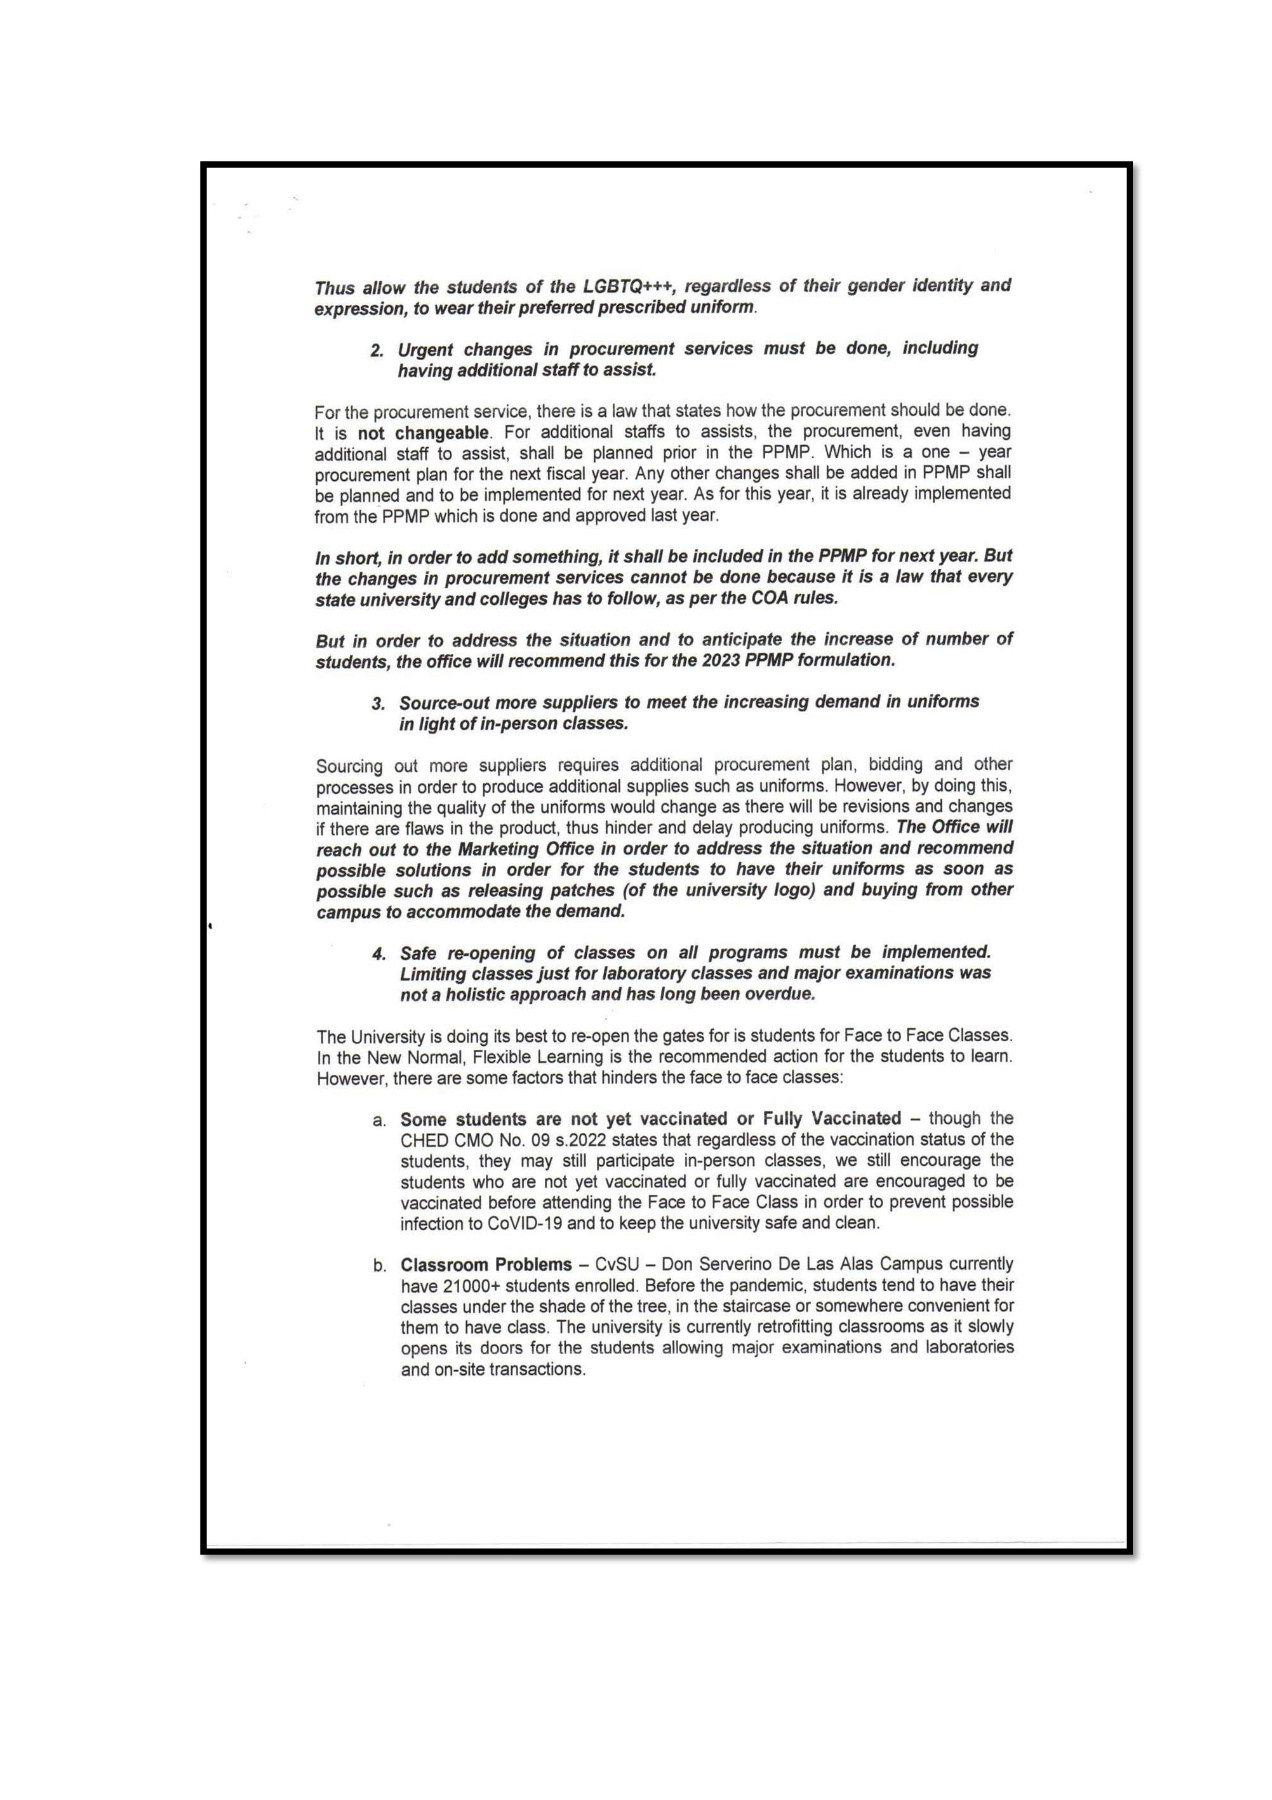 Thus allow the students of the LGBTQ+++, regardless of their gender identity and
expression, to wear their preferred prescribed uniform.
2. Urgent changes in procurement services must be done, including
having additional staff to assist.
For the procurement service, there is a law that states how the procurement should be done.
It is not changeable. For additional staffs to assists, the procurement, even having
additional staff to assist, shall be planned prior in the PPMP. Which is a one – year
procurement plan for the next fiscal year. Any other changes shall be added in PPMP shall
be planned and to be implemented for next year. As for this year, it is already implemented
from the PPMP which is done and approved last year.
In short, in order to add something, it shall be included in the PPMP for next year. But
the changes in procurement services cannot be done because it is a law that every
state university and colleges has to follow, as per the COA rules.
But in order to address the situation and to anticipate the increase of number of
students, the office will recommend this for the 2023 PPMP formulation.
3. Source-out more suppliers to meet the increasing demand in uniforms
in light of in-person classes.
Sourcing out more suppliers requires additional procurement plan, bidding and other
processes in order to produce additional supplies such as uniforms. However, by doing this,
maintaining the quality of the uniforms would change as there will be revisions and changes
if there are flaws in the product, thus hinder and delay producing uniforms. The Office will
reach out to the Marketing Office in order to address the situation and recommend
possible solutions in order for the students to have their uniforms as soon as
possible such as releasing patches (of the university logo) and buying from other
campus to accommodate the demand.
4. Safe re-opening of classes on all programs must be implemented.
Limiting classes just for laboratory classes and major examinations was
not a holistic approach and has long been overdue.
The University is doing its best to re-open the gates for is students for Face to Face Classes.
In the New Normal, Flexible Learning is the recommended action for the students to learn.
However, there are some factors that hinders the face to face classes:
a. Some students are not yet vaccinated or Fully Vaccinated – though the
CHED CMO No. 09 s.2022 states that regardless of the vaccination status of the
students, they may still participate in-person classes, we still encourage the
students who are not yet vaccinated or fully vaccinated are encouraged to be
vaccinated before attending the Face to Face Class in order to prevent possible
infection to CoVID-19 and to keep the university safe and clean.
b. Classroom Problems – CvSU – Don Serverino De Las Alas Campus currently
have 21000+ students enrolled. Before the pandemic, students tend to have their
classes under the shade of the tree, in the staircase or somewhere convenient for
them to have class. The university is currently retrofitting classrooms as it slowly
opens its doors for the students allowing major examinations and laboratories
and on-site transactions.